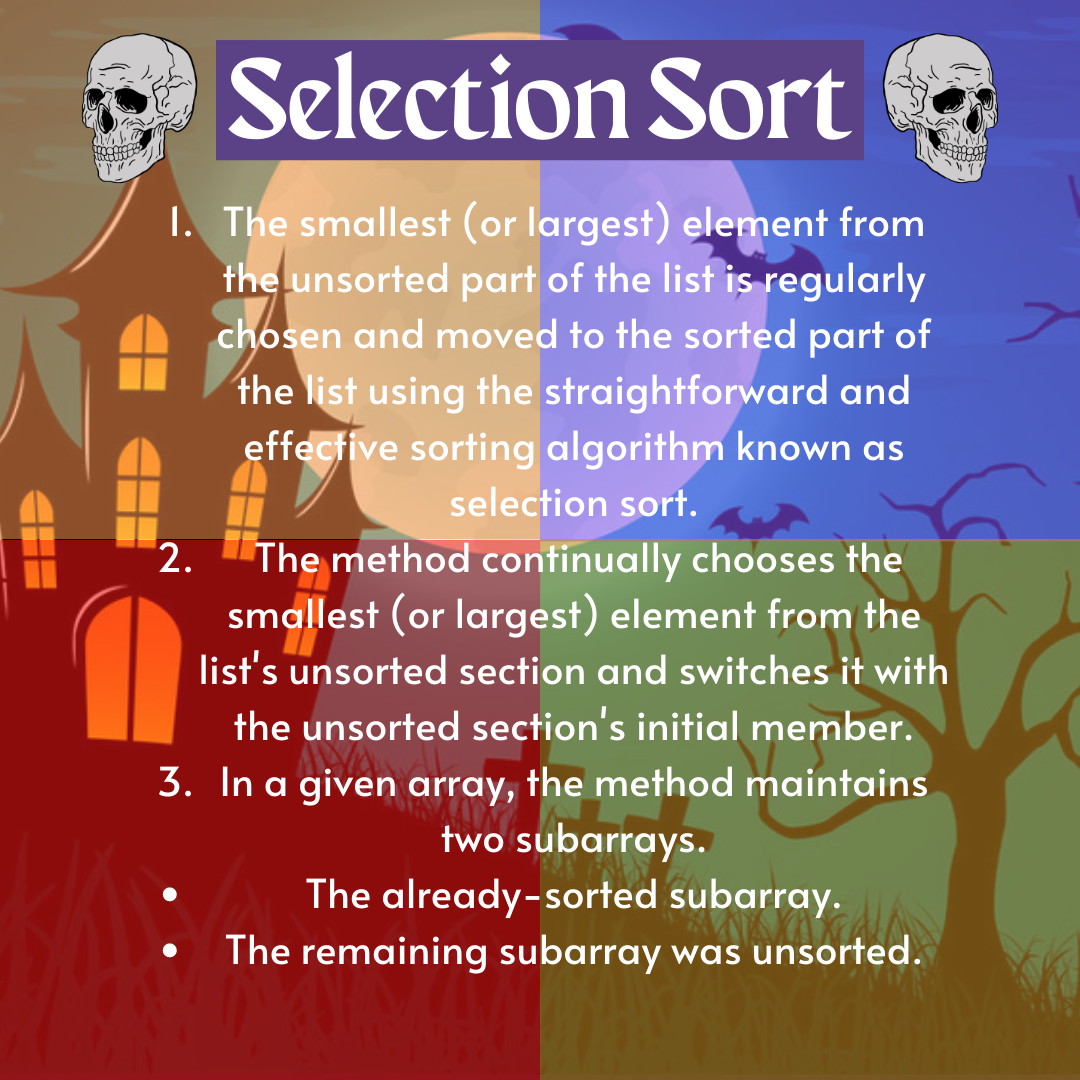 Selection Sort
1. The smallest (or largest) element from
the unsorted part of the list is regularly
chosen and moved to the sorted part of
the list using the straightforward and
effective sorting algorithm known as
selection sort.
2. The method continually chooses the
smallest (or largest) element from the
list's unsorted section and switches it with
the unsorted section's initial member.
3. In a given array, the method maintains
two subarrays.
• The already-sorted subarray.
• The remaining subarray was unsorted.